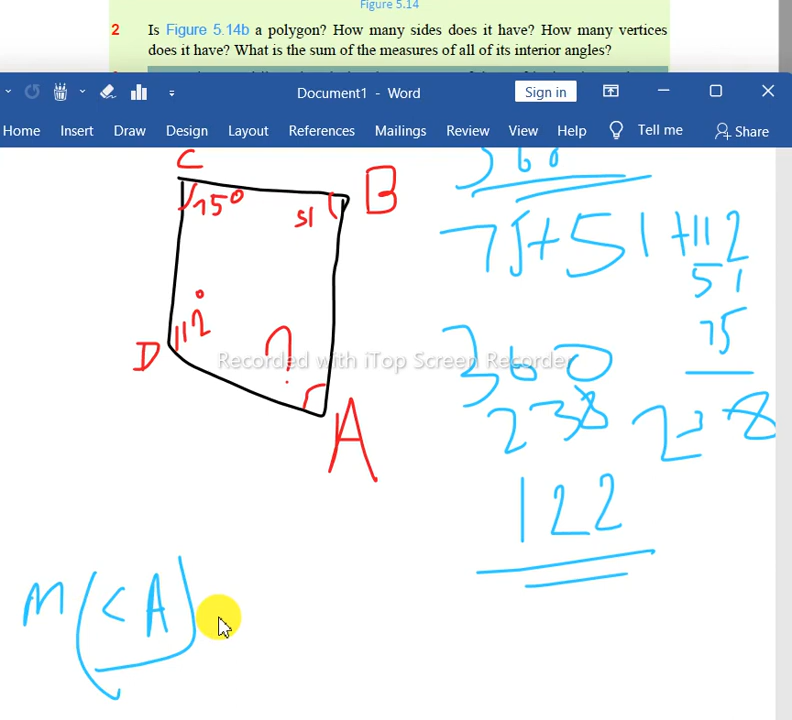 Figure 5.14
2 Is Figure 5.14b a polygon? How many sides does it have? How many vertices
does it have? What is the sum of the measures of all of its interior angles?
Document1 - Word
Sign in
Home Insert Draw Design Layout References Mailings Review View Help Tell me Share
C
75°
51
B
112°
D
?
A
360
75+51+112
51
75
238
360
238
122
M(<A)
Recorded with iTop Screen Recorder